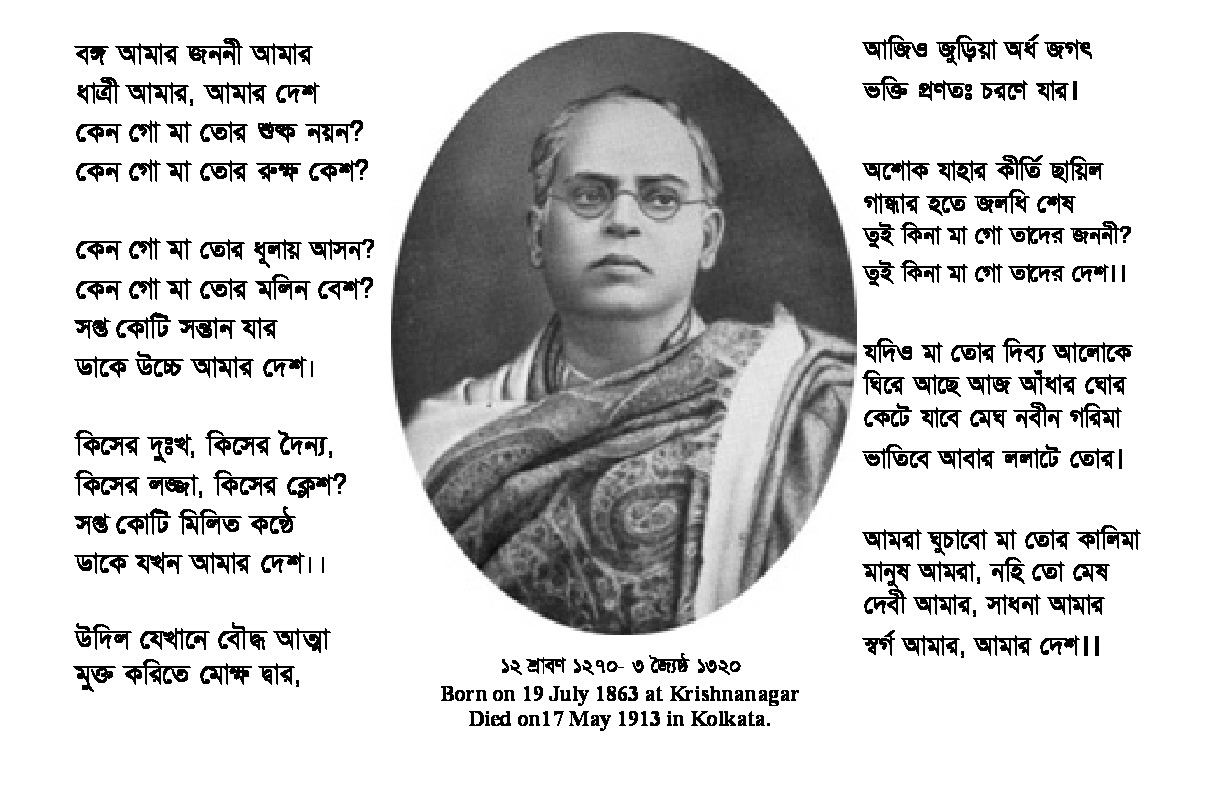 বঙ্গ আমার জননী আমার
ধাত্রী আমার, আমার দেশ
কেন গো মা তোর শুষ্ক নয়ন?
কেন গো মা তোর রুক্ষ কেশ?
কেন গো মা তোর ধূলায় আসন?
কেন গো মা তোর মলিন বেশ?
সপ্ত কোটি সন্তান যার
ডাকে উচ্চে আমার দেশ।
কিসের দুঃখ, কিসের দৈন্য,
কিসের লজ্জা, কিসের ক্লেশ?
সপ্ত কোটি মিলিত কন্ঠে
ডাকে যখন আমার দেশ।।
উদিল যেখানে বৌদ্ধ আত্মা
মুক্ত করিতে মোক্ষ দ্বার,
আজিও জুড়িয়া অর্ধ জগৎ
ভক্তি প্রণতঃ চরণে যার।
অশোক যাহার কীর্তি ছায়িল
গান্ধার হতে জলধি শেষ
তুই কিনা মা গো তাদের জননী?
তুই কিনা মা গো তাদের দেশ।।
যদিও মা তোর দিব্য আলোকে
ঘিরে আছে আজ আঁধার ঘোর
কেটে যাবে মেঘ নবীন গরিমা
ভাতিবে আবার ললাটে তোর।
আমরা ঘুচাবো মা তোর কালিমা
মানুষ আমরা, নহি তো মেষ
দেবী আমার, সাধনা আমার
স্বর্গ আমার, আমার দেশ।।
১২ শ্রাবণ ১২৭০- ৩ জ্যৈষ্ঠ ১৩২০
Born on 19 July 1863 at Krishnanagar
Died on17 May 1913 in Kolkata.